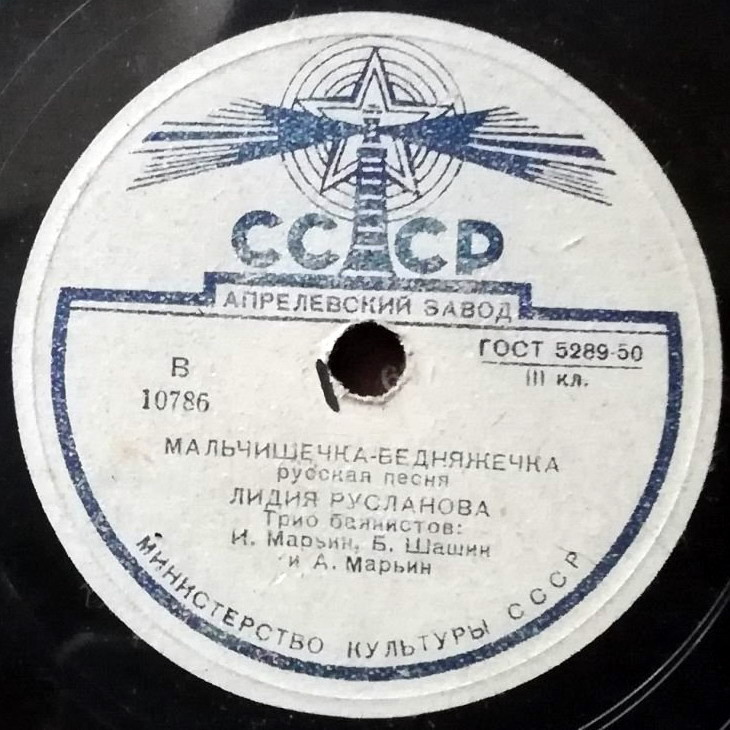 СССР
АПРЕЛЕВСКИЙ ЗАВОД
ГОСТ 5289-50
III кл.
В
10786
МАЛЬЧИШЕЧКА-БЕДНЯЖЕЧКА
русская песня
ЛИДИЯ РУСЛАНОВА
Трио баянистов:
И. Марьин, Б. Шашин
и А. Марьин
МИНИСТЕРСТВО КУЛЬТУРЫ СССР